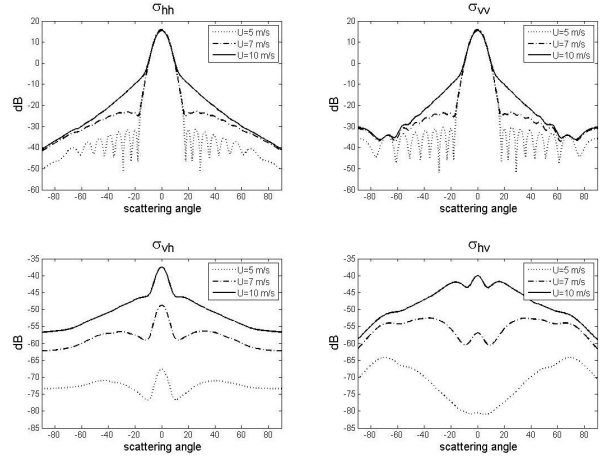 σhh
20
10
0
−10
−20
−30
−40
−50
60
dB
-80 -60 -40 -20 0 20 40 60 80
scattering angle
U=5 m/s
U=7 m/s
U=10 m/s
σvv
20
10
0
−10
−20
−30
−40
−50
60
dB
-80 -60 -40 -20 0 20 40 60 80
scattering angle
U=5 m/s
U=7 m/s
U=10 m/s
σvh
−35
−40
−45
−50
−55
−60
−65
−70
−75
−80
−85
dB
-80 -60 -40 -20 0 20 40 60 80
scattering angle
U=5 m/s
U=7 m/s
U=10 m/s
σhv
−35
−40
−45
−50
−55
−60
−65
−70
−75
−80
−85
dB
-80 -60 -40 -20 0 20 40 60 80
scattering angle
U=5 m/s
U=7 m/s
U=10 m/s